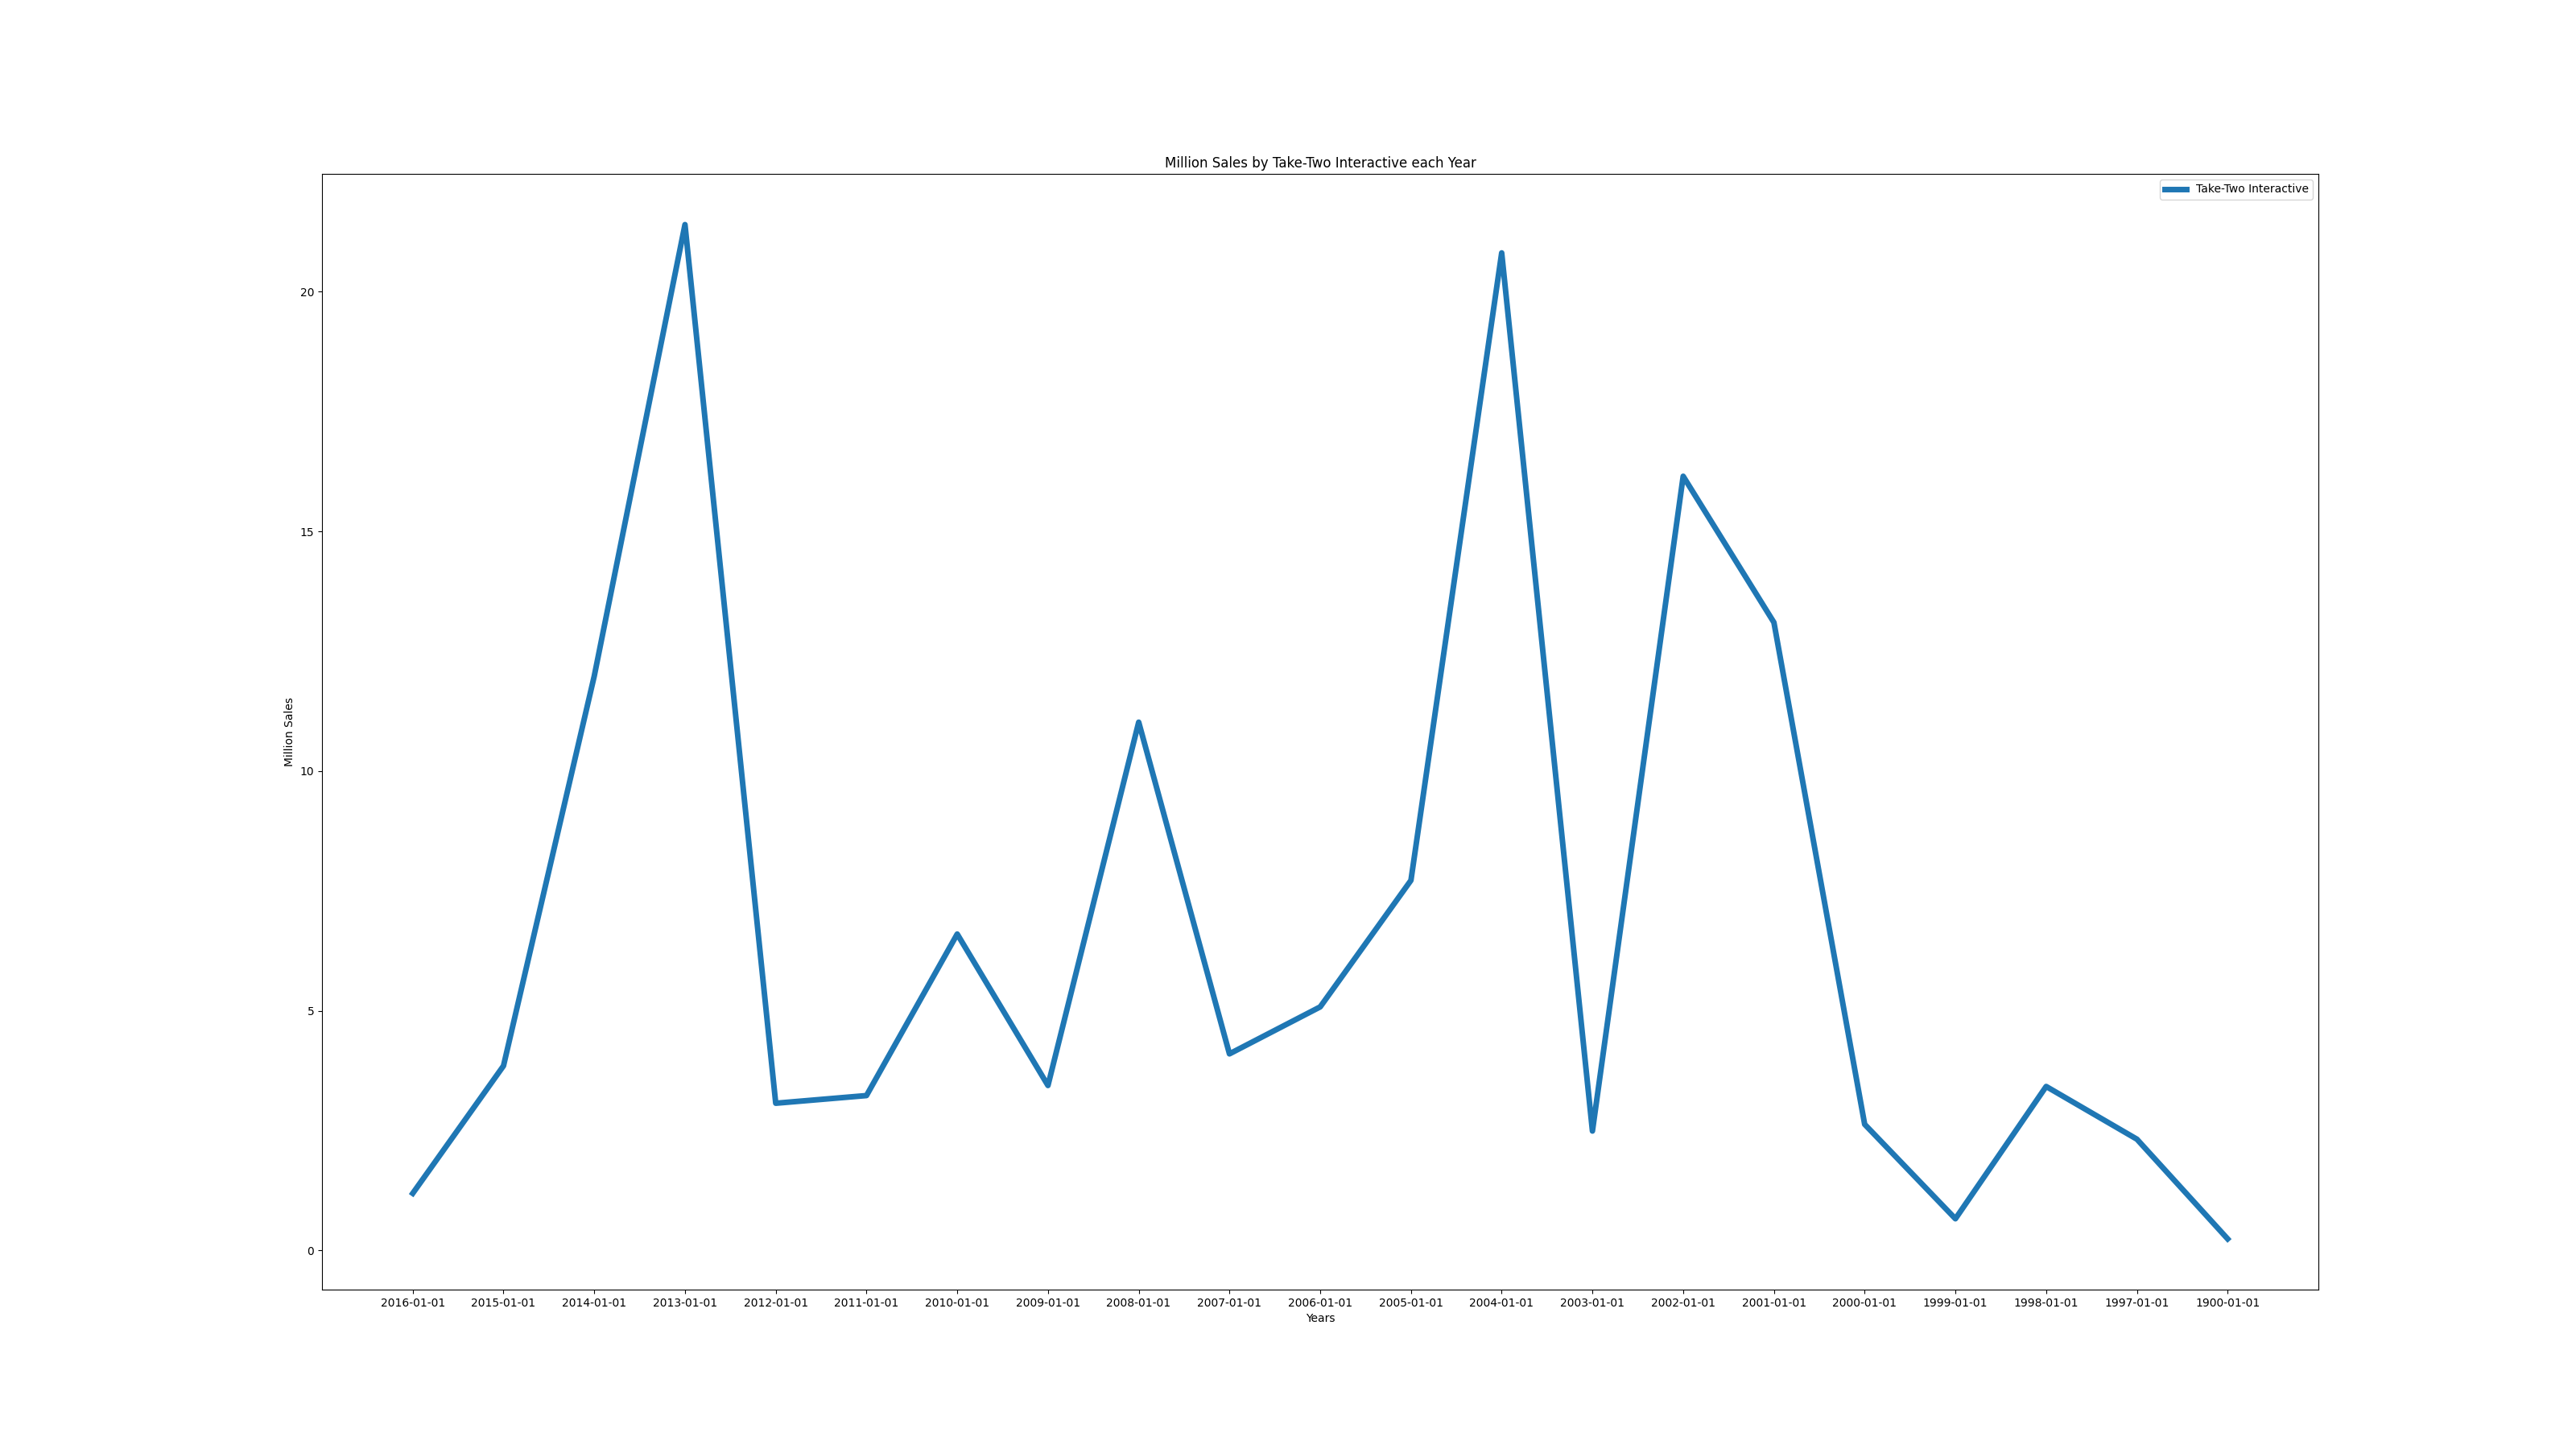 Million Sales by Take-Two Interactive each Year
Take-Two Interactive
20
15
10
5
0
Million Sales
2016-01-01 2015-01-01 2014-01-01 2013-01-01 2012-01-01 2011-01-01 2010-01-01 2009-01-01 2008-01-01 2007-01-01 2006-01-01 2005-01-01 2004-01-01 2003-01-01 2002-01-01 2001-01-01 2000-01-01 1999-01-01 1998-01-01 1997-01-01 1900-01-01
Years